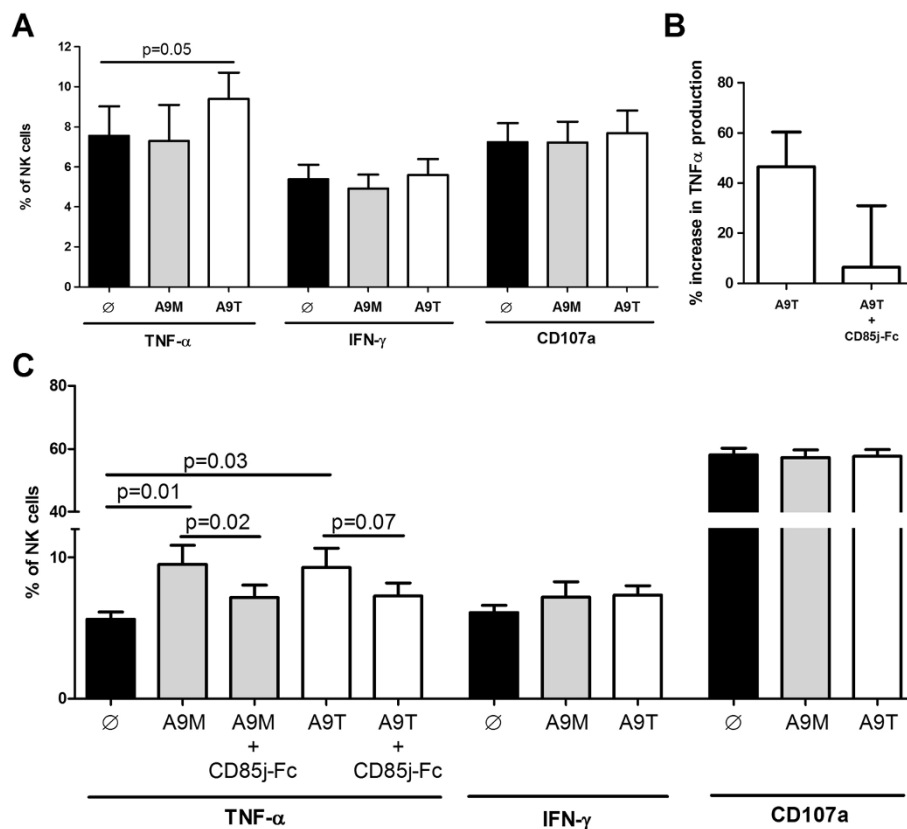 A
% of NK cells
12
10
8
6
4
2
0
p=0.05
∅ A9M A9T ∅ A9M A9T ∅ A9M A9T
TNF-α IFN-γ CD107a
B
% increase in TNFα production
80
60
40
20
0
A9T A9T
+
CD85j-Fc
C
% of NK cells
80
60
40
10
0
p=0.03
p=0.01
p=0.02
p=0.07
∅ A9M A9M A9T A9T ∅ A9M A9T ∅ A9M A9T
+ +
CD85j-Fc CD85j-Fc
TNF-α IFN-γ CD107a